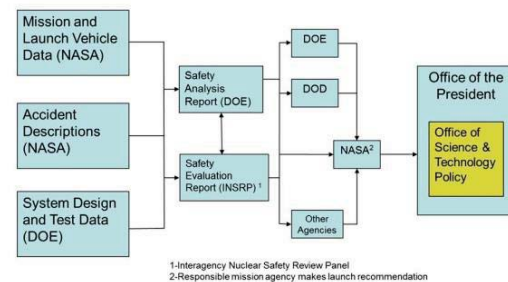 Mission and
Launch Vehicle
Data (NASA)
Accident
Descriptions
(NASA)
System Design
and Test Data
(DOE)
Safety
Analysis
Report (DOE)
Safety
Evaluation
Report (INSRP) 1
DOE
DOD
NASA2
Other
Agencies
Office of the
President
Office of
Science &
Technology
Policy
1-Interagency Nuclear Safety Review Panel
2-Responsible mission agency makes launch recommendation